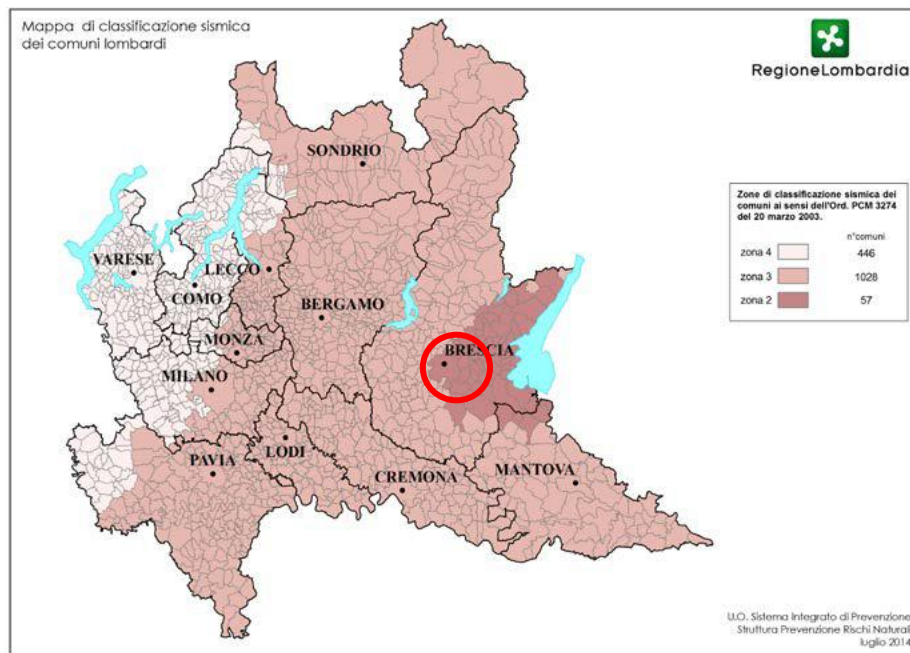 Mappa di classificazione sismica
dei comuni lombardi
RegioneLombardia
SONDRIO
VARESE
LECCO
COMO
BERGAMO
MONZA
BRESCIA
MILANO
LODI
PAVIA
CREMONA
MANTOVA
Zone di classificazione sismica dei
comuni ai sensi dell'Ord. PCM 3274
del 20 marzo 2003.
n°comuni
zona 4 446
zona 3 1028
zona 2 57
U.O. Sistema Integrato di Prevenzione
Struttura Prevenzione Rischi Naturali
luglio 2014